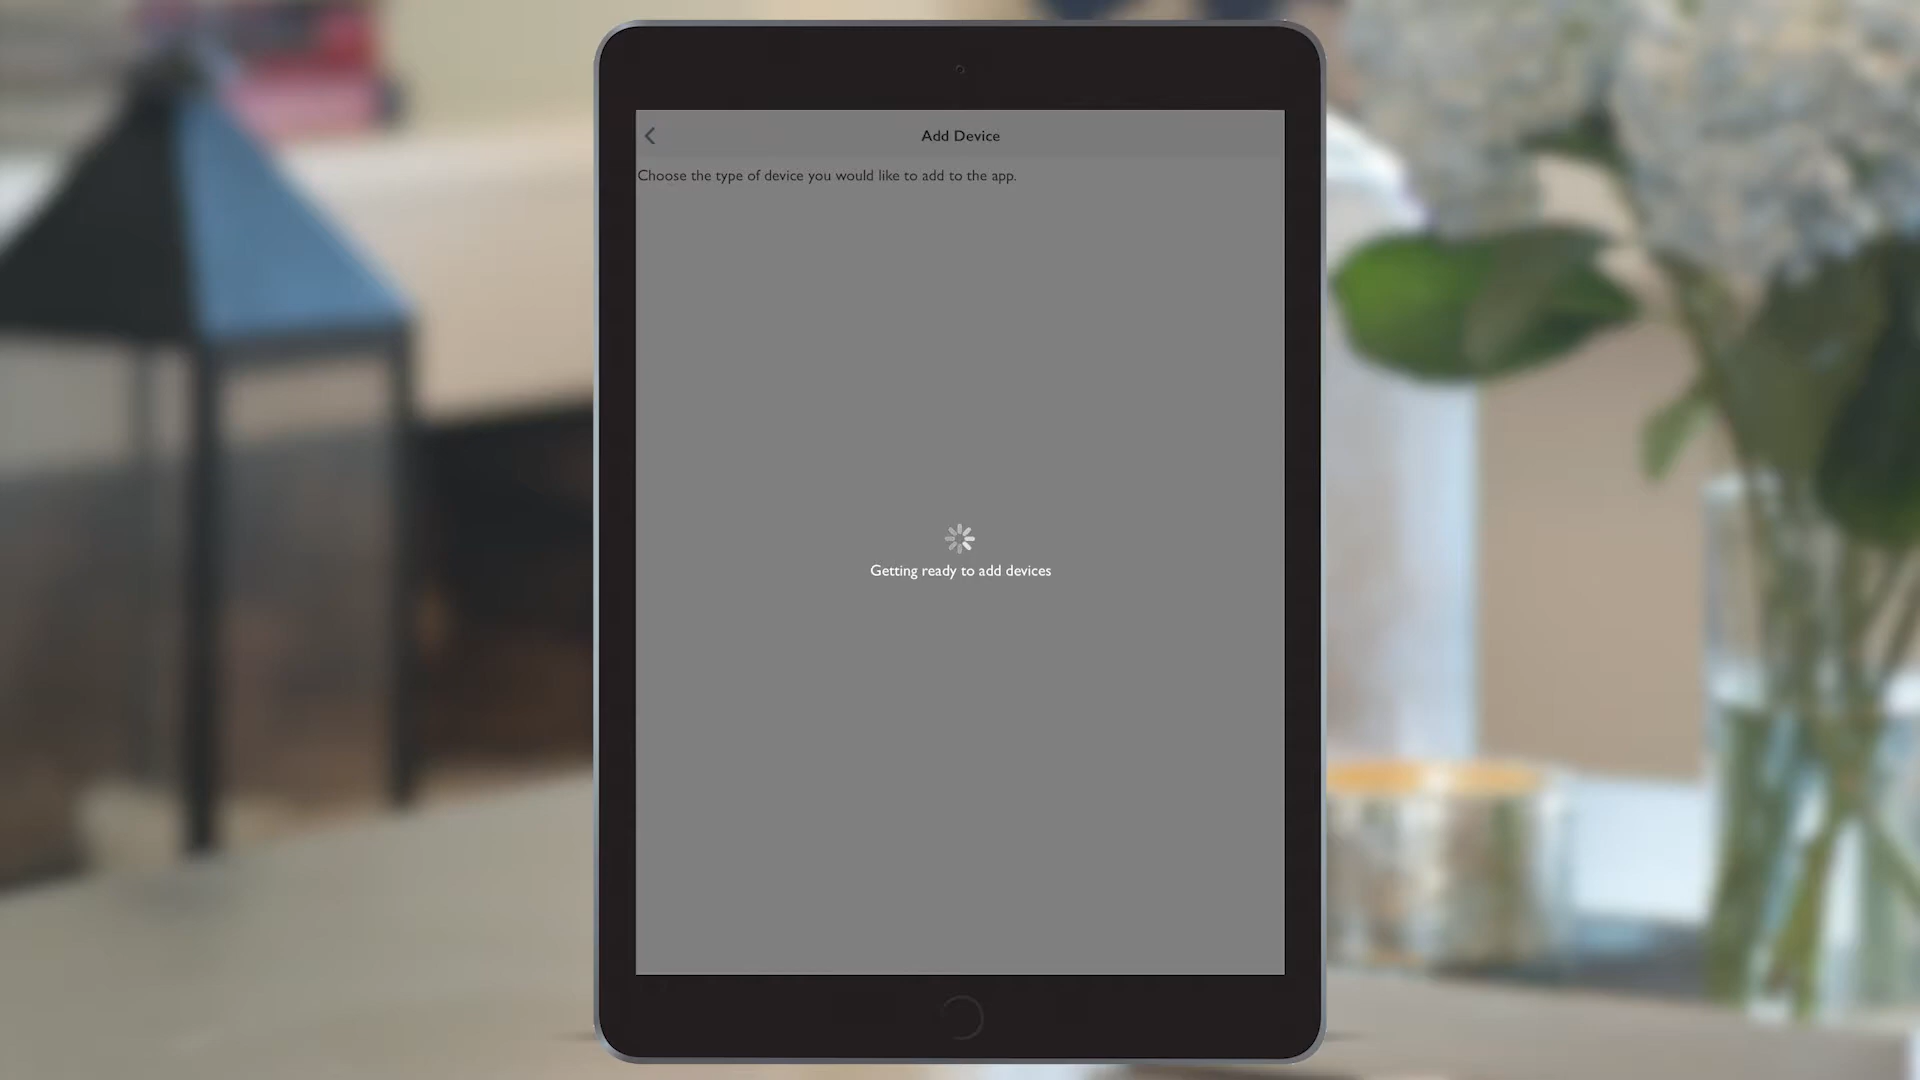 Add Device
Choose the type of device you would like to add to the app.
Getting ready to add devices